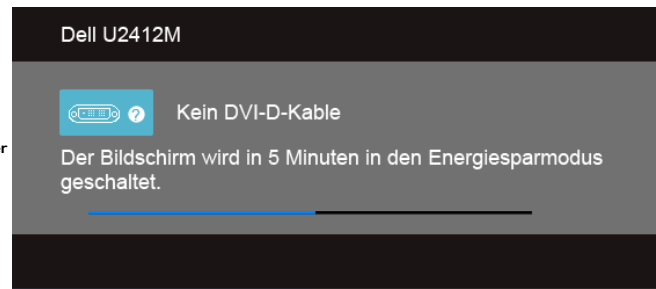 Dell U2412M
Kein DVI-D-Kable
r
Der Bildschirm wird in 5 Minuten in den Energiesparmodus
geschaltet.